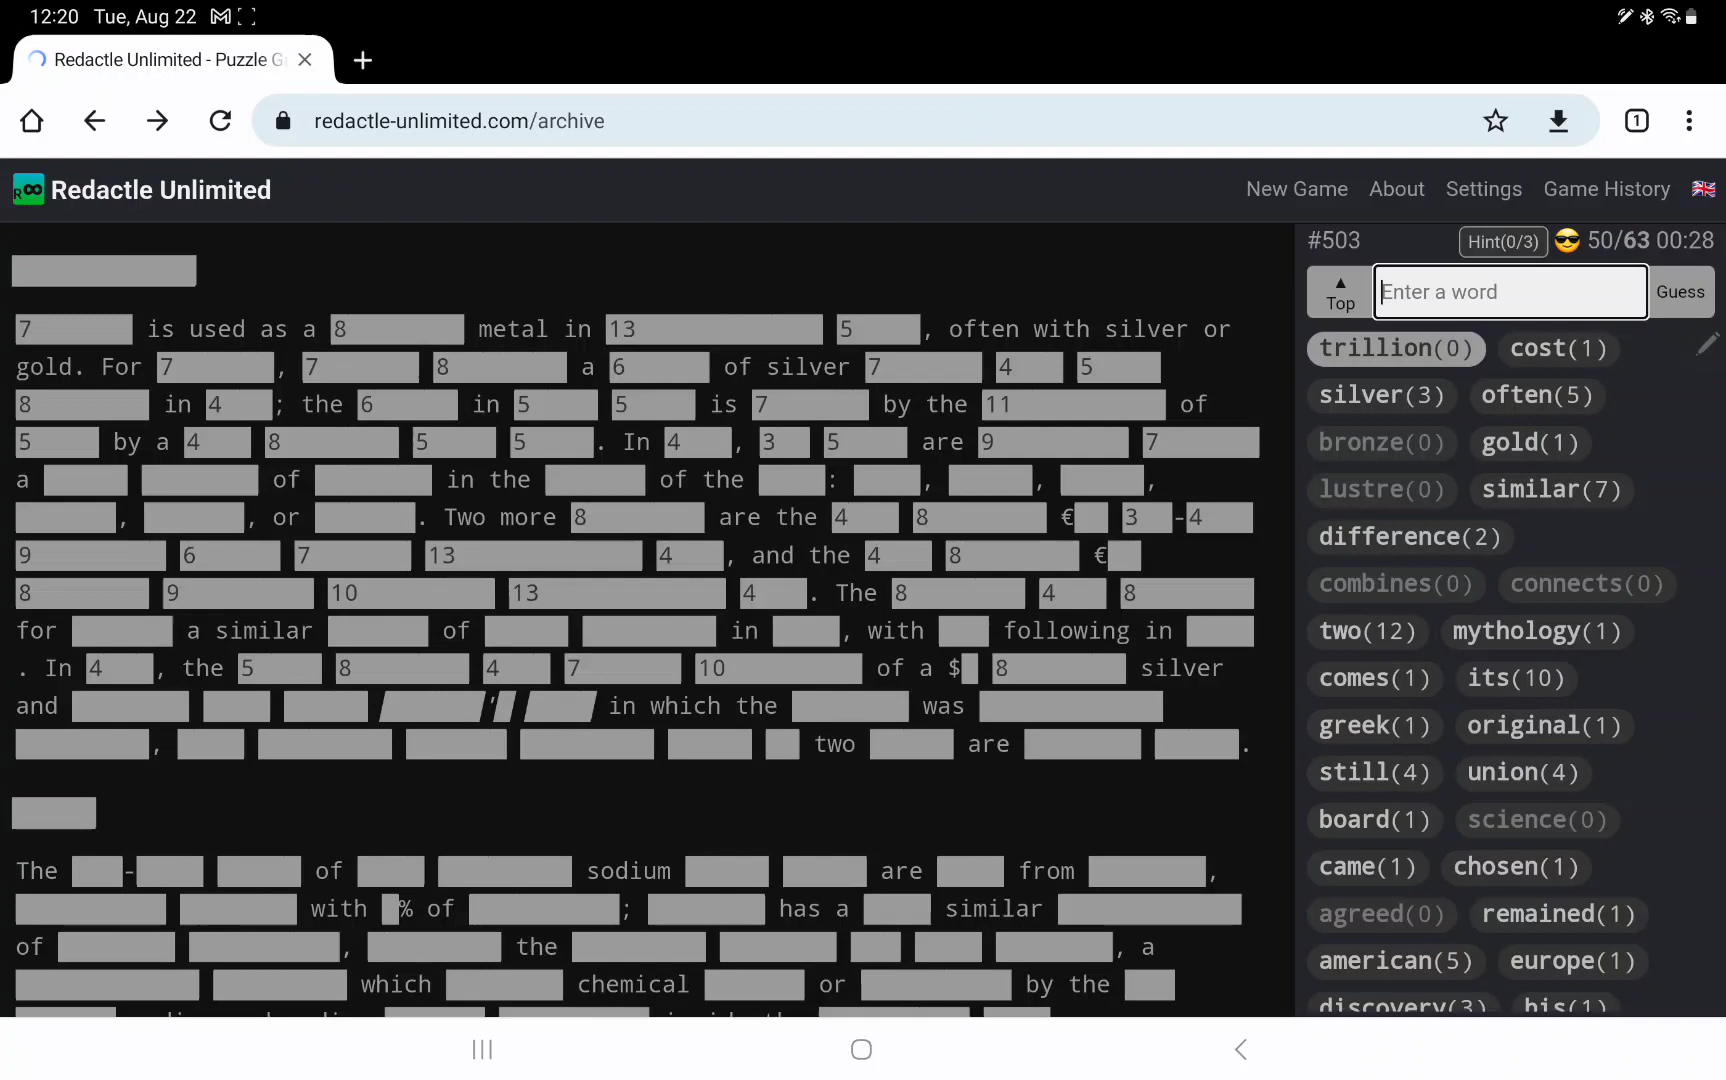 12:20 Tue, Aug 22
Redactle Unlimited - Puzzle G
redactle-unlimited.com/archive
1
R∞ Redactle Unlimited
New Game About Settings Game History
#503 Hint(0/3) 😎 50/63 00:28
▲ Top Enter a word Guess
7 is used as a 8 metal in 13 5, often with silver or
gold. For 7, 7 8 a 6 of silver 7 4 5
8 in 4; the 6 in 5 5 is 7 by the 11 of
5 by a 4 8 5 5. In 4, 3 5 are 9 7
a of in the of the : , , ,
, , or . Two more 8 are the 4 8 € 3-4
9 6 7 13 4, and the 4 8 €
8 9 10 13 4. The 8 4 8
for a similar of in , with following in
. In 4, the 5 8 4 7 10 of a $ 8 silver
and ' in which the was
, two are .
The - of sodium are from ,
with % of ; has a similar
of , the , a
which chemical or by the
trillion(0) cost(1)
silver(3) often(5)
bronze(0) gold(1)
lustre(0) similar(7)
difference(2)
combines(0) connects(0)
two(12) mythology(1)
comes(1) its(10)
greek(1) original(1)
still(4) union(4)
board(1) science(0)
came(1) chosen(1)
agreed(0) remained(1)
american(5) europe(1)
discovery(3) his(1)